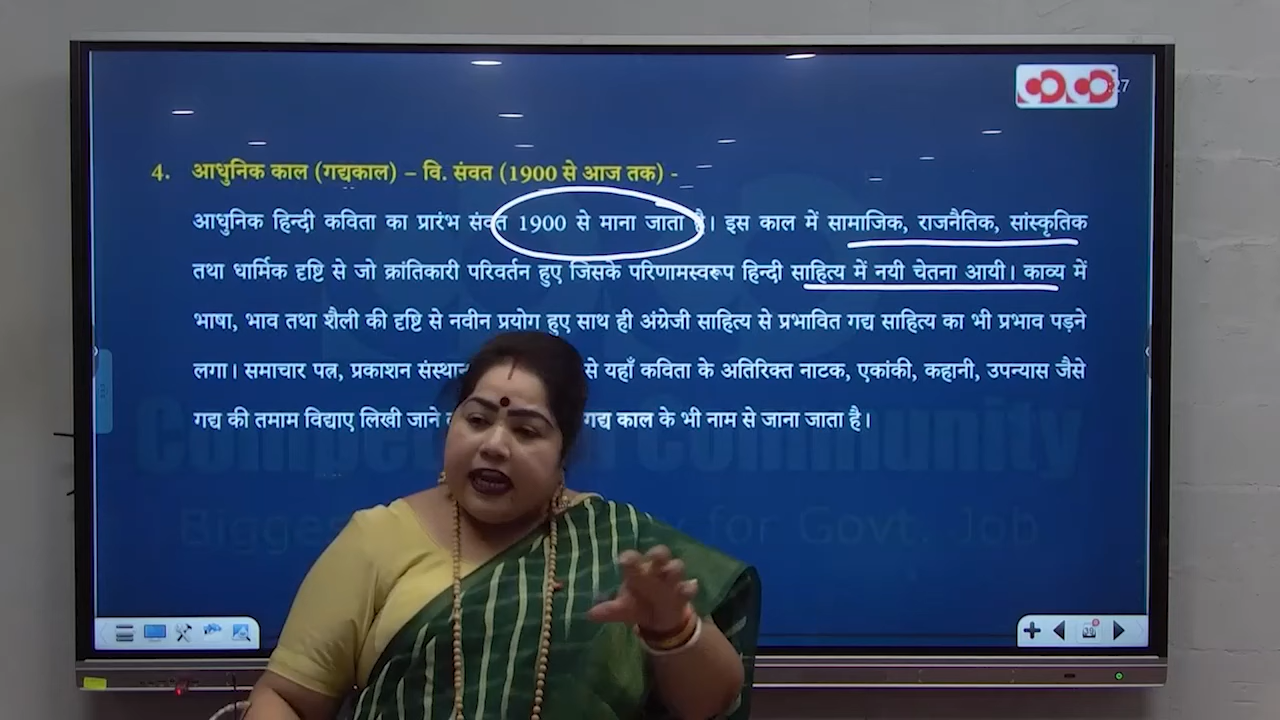 27
4. आधुनिक काल (गद्यकाल) – वि. संवत (1900 से आज तक) -
आधुनिक हिन्दी कविता का प्रारंभ संवत 1900 से माना जाता है। इस काल में सामाजिक, राजनैतिक, सांस्कृतिक
तथा धार्मिक दृष्टि से जो क्रांतिकारी परिवर्तन हुए जिसके परिणामस्वरूप हिन्दी साहित्य में नयी चेतना आयी। काव्य में
भाषा, भाव तथा शैली की दृष्टि से नवीन प्रयोग हुए साथ ही अंग्रेजी साहित्य से प्रभावित गद्य साहित्य का भी प्रभाव पड़ने
लगा। समाचार पत्र, प्रकाशन से यहाँ कविता के अतिरिक्त नाटक, एकांकी, कहानी, उपन्यास जैसे
गद्य की तमाम विद्याए लिखी जाने गद्य काल के भी नाम से जाना जाता है।
Community
for Govt. Job